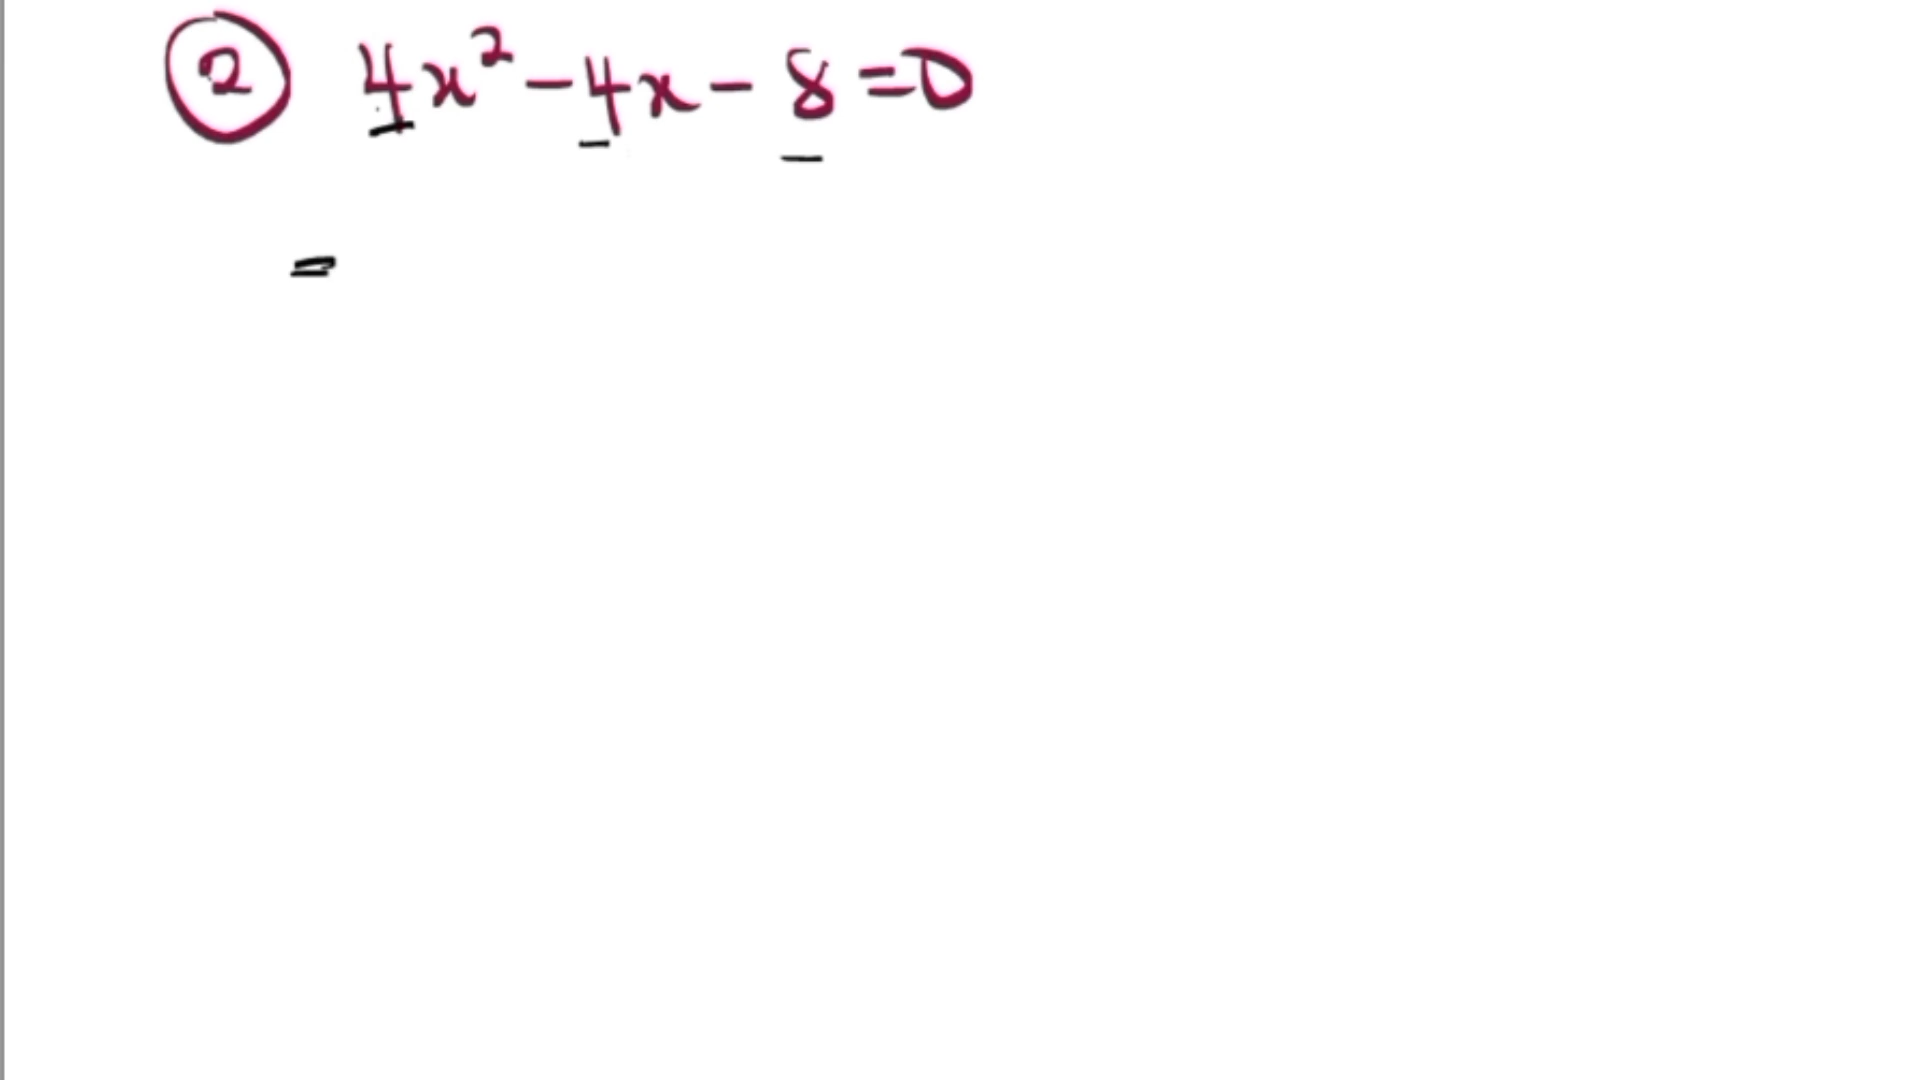 ② 4x² - 4x - 8 = 0
=